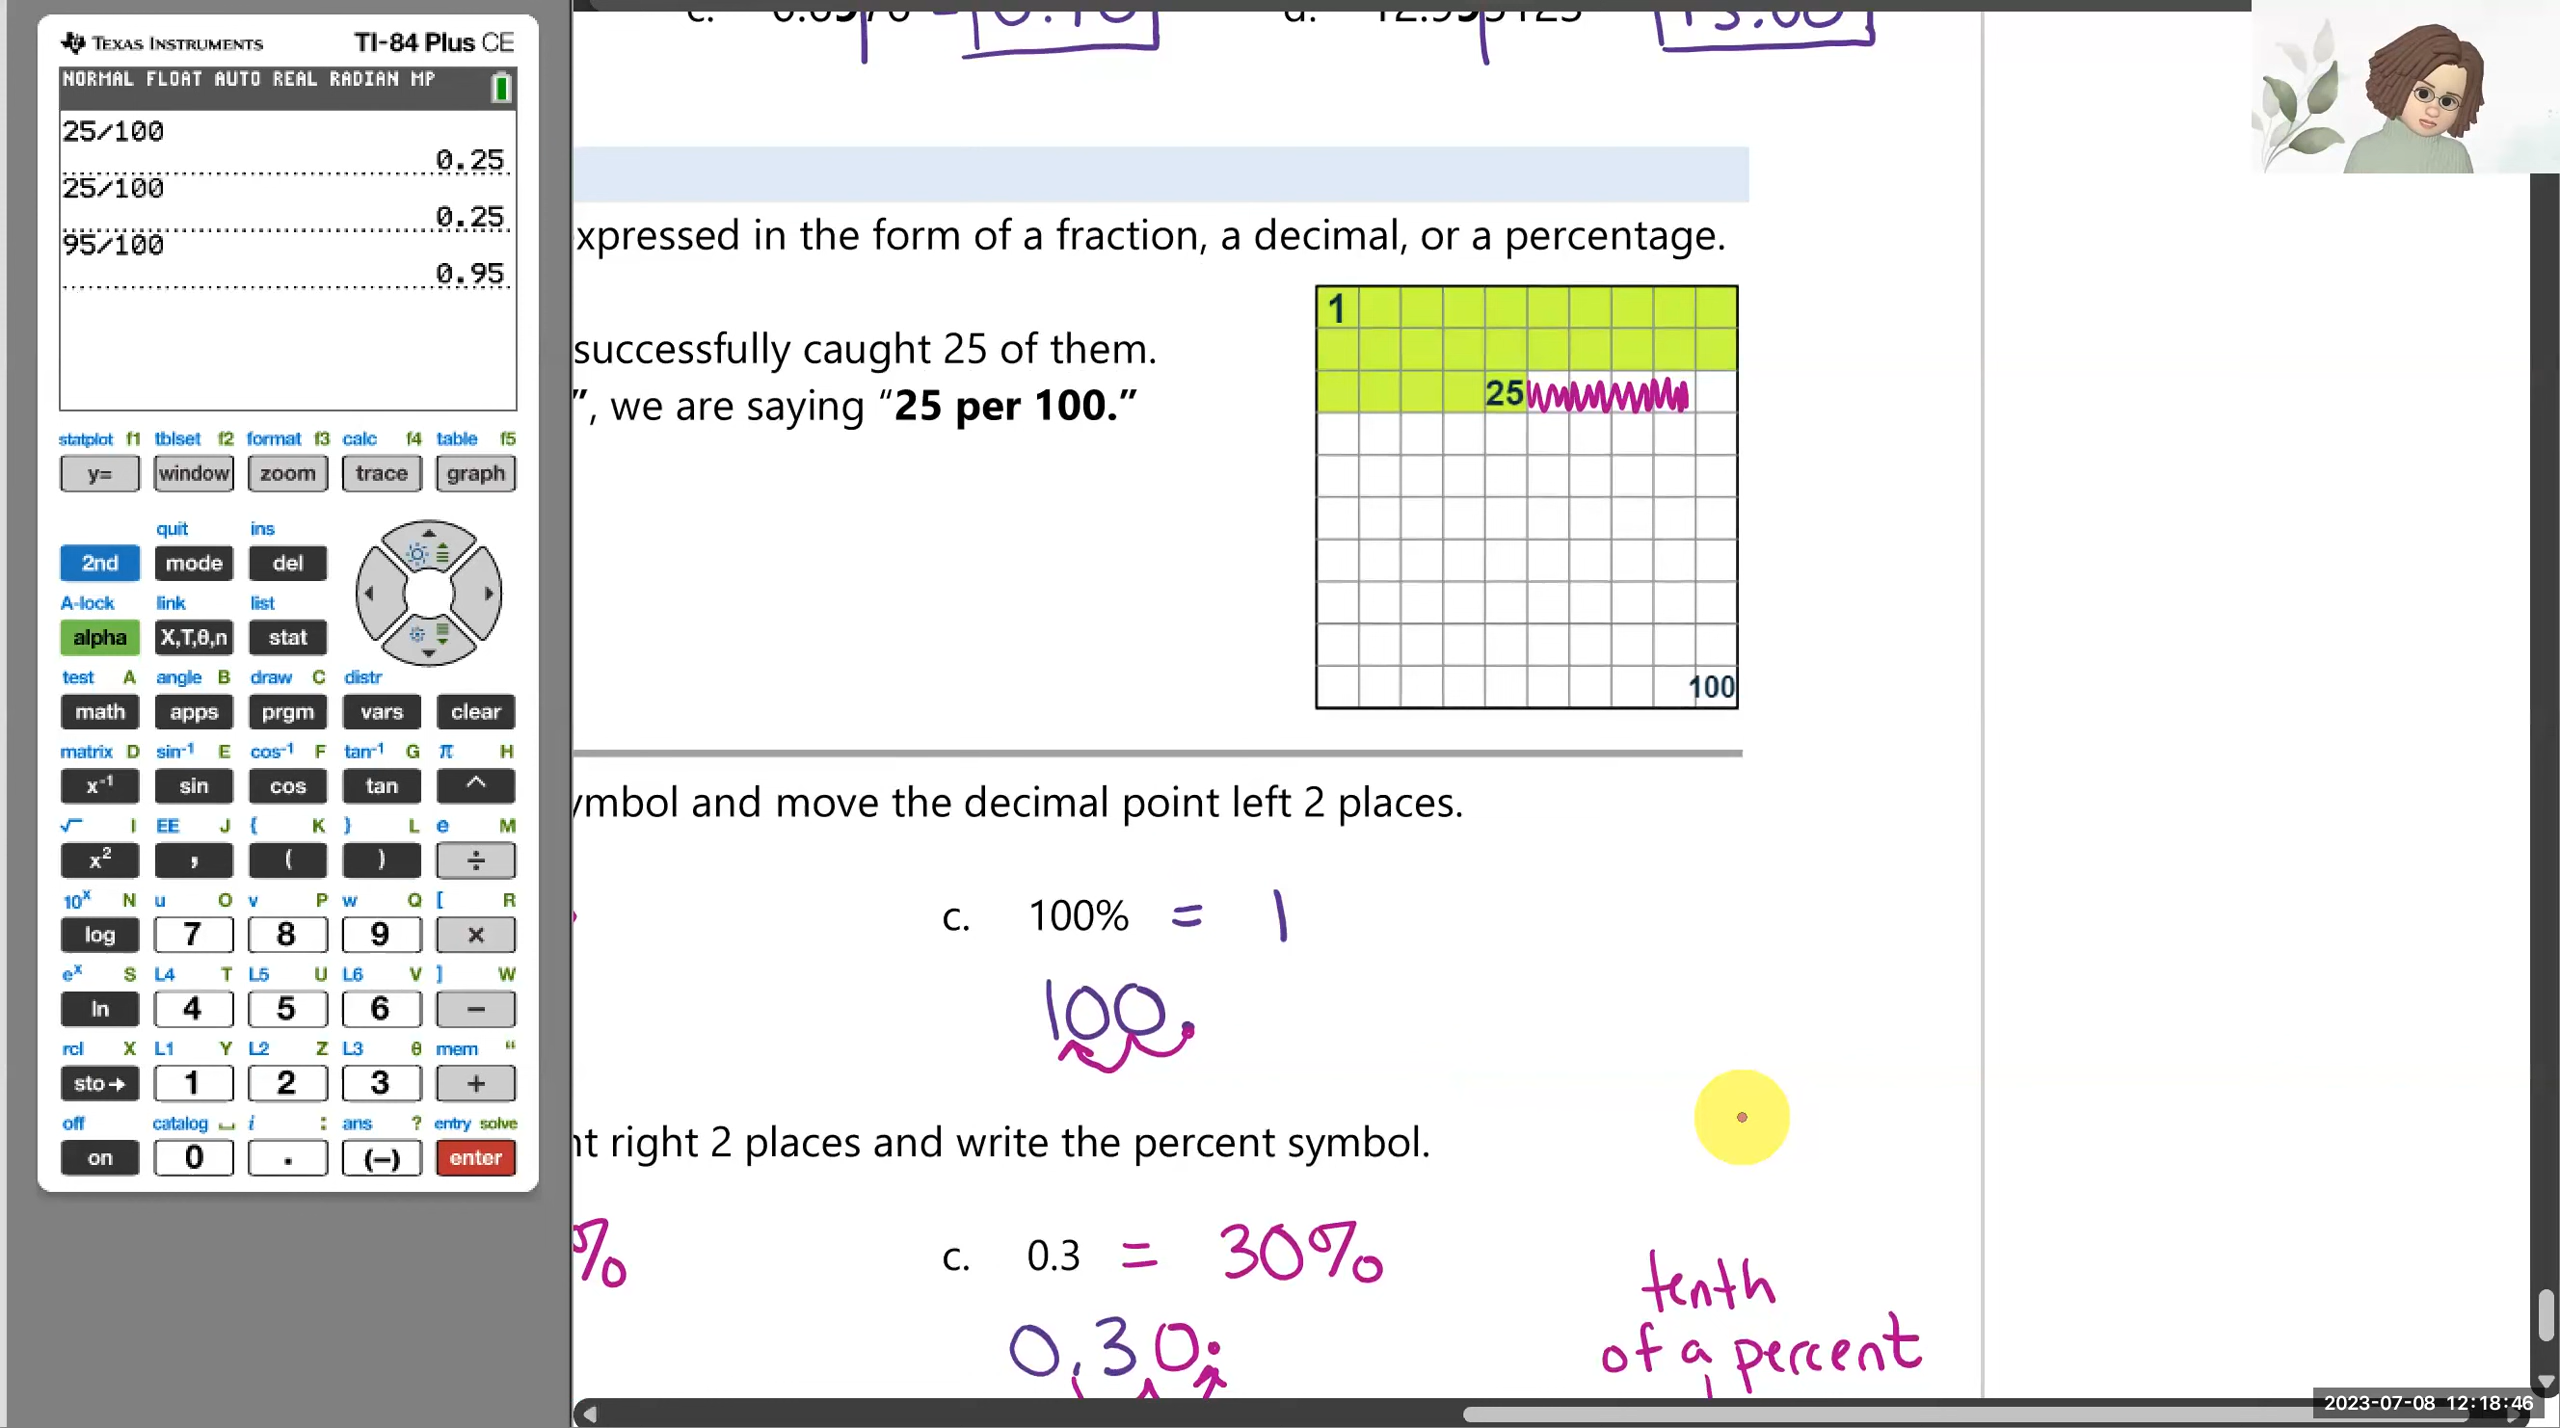 TEXAS INSTRUMENTS TI-84 Plus CE
NORMAL FLOAT AUTO REAL RADIAN MP
25/100
0.25
25/100
0.25
95/100
0.95
statplot f1 tblset f2 format f3 calc f4 table f5
y= window zoom trace graph
quit ins
2nd mode del
A-lock link list
alpha X,T,θ,n stat
test A angle B draw C distr
math apps prgm vars clear
matrix D sin⁻¹ E cos⁻¹ F tan⁻¹ G π H
x⁻¹ sin cos tan ^
√ I EE J { K } L e M
x² , ( ) ÷
10ˣ N u O v P w Q [ R
log 7 8 9 ×
eˣ S L4 T L5 U L6 V ] W
ln 4 5 6 −
rcl X L1 Y L2 Z L3 θ mem "
sto→ 1 2 3 +
off catalog ⎵ i : ans ? entry solve
on 0 . (−) enter
c. d.
xpressed in the form of a fraction, a decimal, or a percentage.
successfully caught 25 of them.
”, we are saying “25 per 100.”
1
25
100
ymbol and move the decimal point left 2 places.
c. 100% = 1
100.
nt right 2 places and write the percent symbol.
% c. 0.3 = 30%
0.30.
tenth
of a percent
2023-07-08 12:18:46